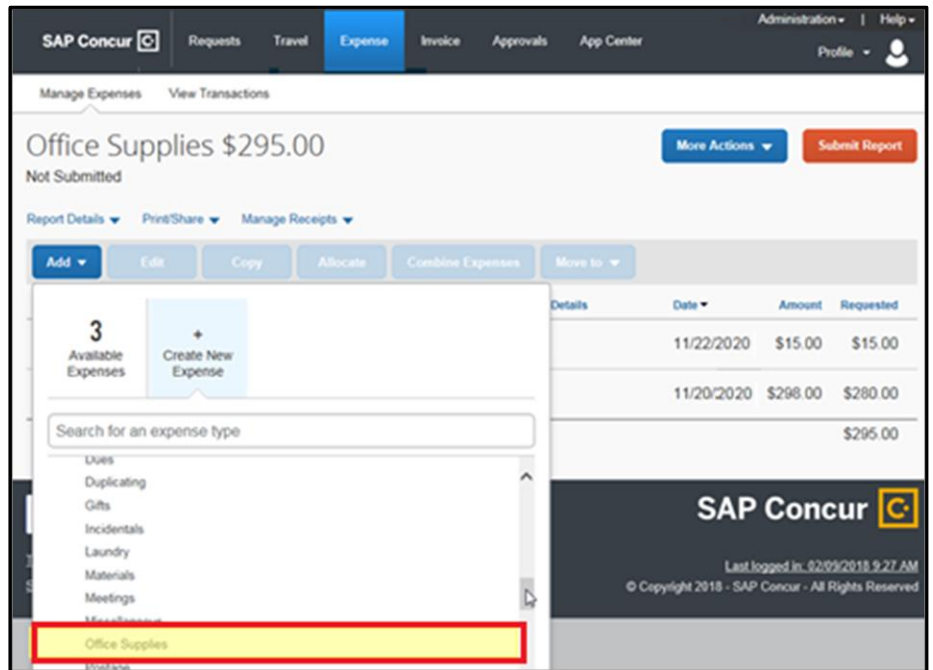 Administration | Help
SAP Concur C Requests Travel Expense Invoice Approvals App Center
Profile
Manage Expenses View Transactions
Office Supplies $295.00
More Actions Submit Report
Not Submitted
Report Details Print/Share Manage Receipts
Add Edit Copy Allocate Combine Expenses Move to
Details Date Amount Requested
3 Available Expenses
+ Create New Expense
11/22/2020 $15.00 $15.00
11/20/2020 $298.00 $280.00
Search for an expense type
$295.00
Dues
Duplicating
Gifts
Incidentals
Laundry
Materials
Meetings
Miscellaneous
Office Supplies
Postage
SAP Concur C
Last logged in: 02/09/2018 9:27 AM
© Copyright 2018 - SAP Concur - All Rights Reserved